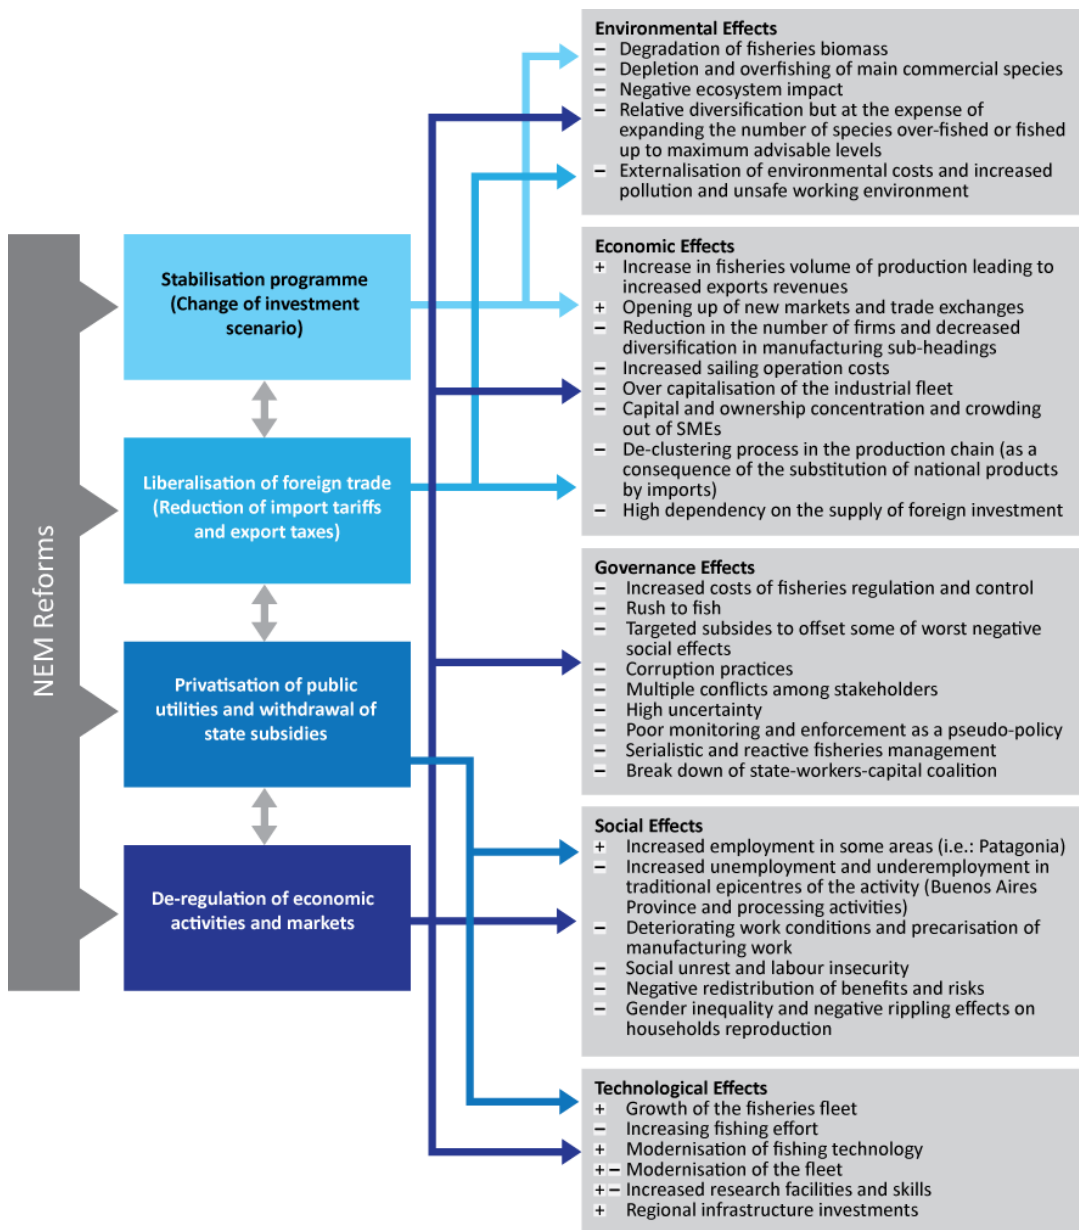 NEM Reforms
Stabilisation programme
(Change of investment
scenario)
Liberalisation of foreign trade
(Reduction of import tariffs
and export taxes)
Privatisation of public
utilities and withdrawal of
state subsidies
De-regulation of economic
activities and markets
Environmental Effects
– Degradation of fisheries biomass
– Depletion and overfishing of main commercial species
– Negative ecosystem impact
– Relative diversification but at the expense of
expanding the number of species over-fished or fished
up to maximum advisable levels
– Externalisation of environmental costs and increased
pollution and unsafe working environment
Economic Effects
+ Increase in fisheries volume of production leading to
increased exports revenues
+ Opening up of new markets and trade exchanges
– Reduction in the number of firms and decreased
diversification in manufacturing sub-headings
– Increased sailing operation costs
– Over capitalisation of the industrial fleet
– Capital and ownership concentration and crowding
out of SMEs
– De-clustering process in the production chain (as a
consequence of the substitution of national products
by imports)
– High dependency on the supply of foreign investment
Governance Effects
– Increased costs of fisheries regulation and control
– Rush to fish
– Targeted subsides to offset some of worst negative
social effects
– Corruption practices
– Multiple conflicts among stakeholders
– High uncertainty
– Poor monitoring and enforcement as a pseudo-policy
– Serialistic and reactive fisheries management
– Break down of state-workers-capital coalition
Social Effects
+ Increased employment in some areas (i.e.: Patagonia)
– Increased unemployment and underemployment in
traditional epicentres of the activity (Buenos Aires
Province and processing activities)
– Deteriorating work conditions and precarisation of
manufacturing work
– Social unrest and labour insecurity
– Negative redistribution of benefits and risks
– Gender inequality and negative rippling effects on
households reproduction
Technological Effects
+ Growth of the fisheries fleet
– Increasing fishing effort
+ Modernisation of fishing technology
+ – Modernisation of the fleet
+ – Increased research facilities and skills
+ Regional infrastructure investments